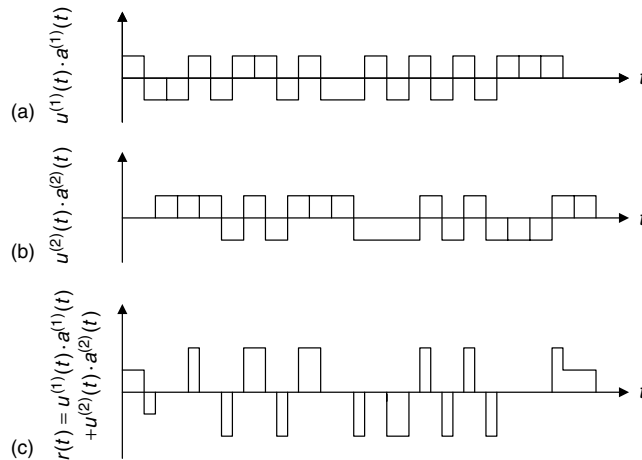 (a) u⁽¹⁾(t) · a⁽¹⁾(t)
t
(b) u⁽²⁾(t) · a⁽²⁾(t)
t
(c) r(t) = u⁽¹⁾(t) · a⁽¹⁾(t)
+u⁽²⁾(t) · a⁽²⁾(t)
t